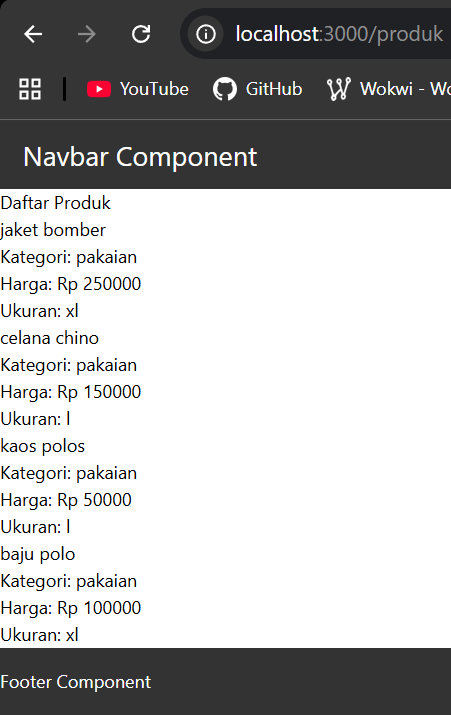 localhost:3000/produk
YouTube GitHub Wokwi - Wo
Navbar Component
Daftar Produk
jaket bomber
Kategori: pakaian
Harga: Rp 250000
Ukuran: xl
celana chino
Kategori: pakaian
Harga: Rp 150000
Ukuran: l
kaos polos
Kategori: pakaian
Harga: Rp 50000
Ukuran: l
baju polo
Kategori: pakaian
Harga: Rp 100000
Ukuran: xl
Footer Component